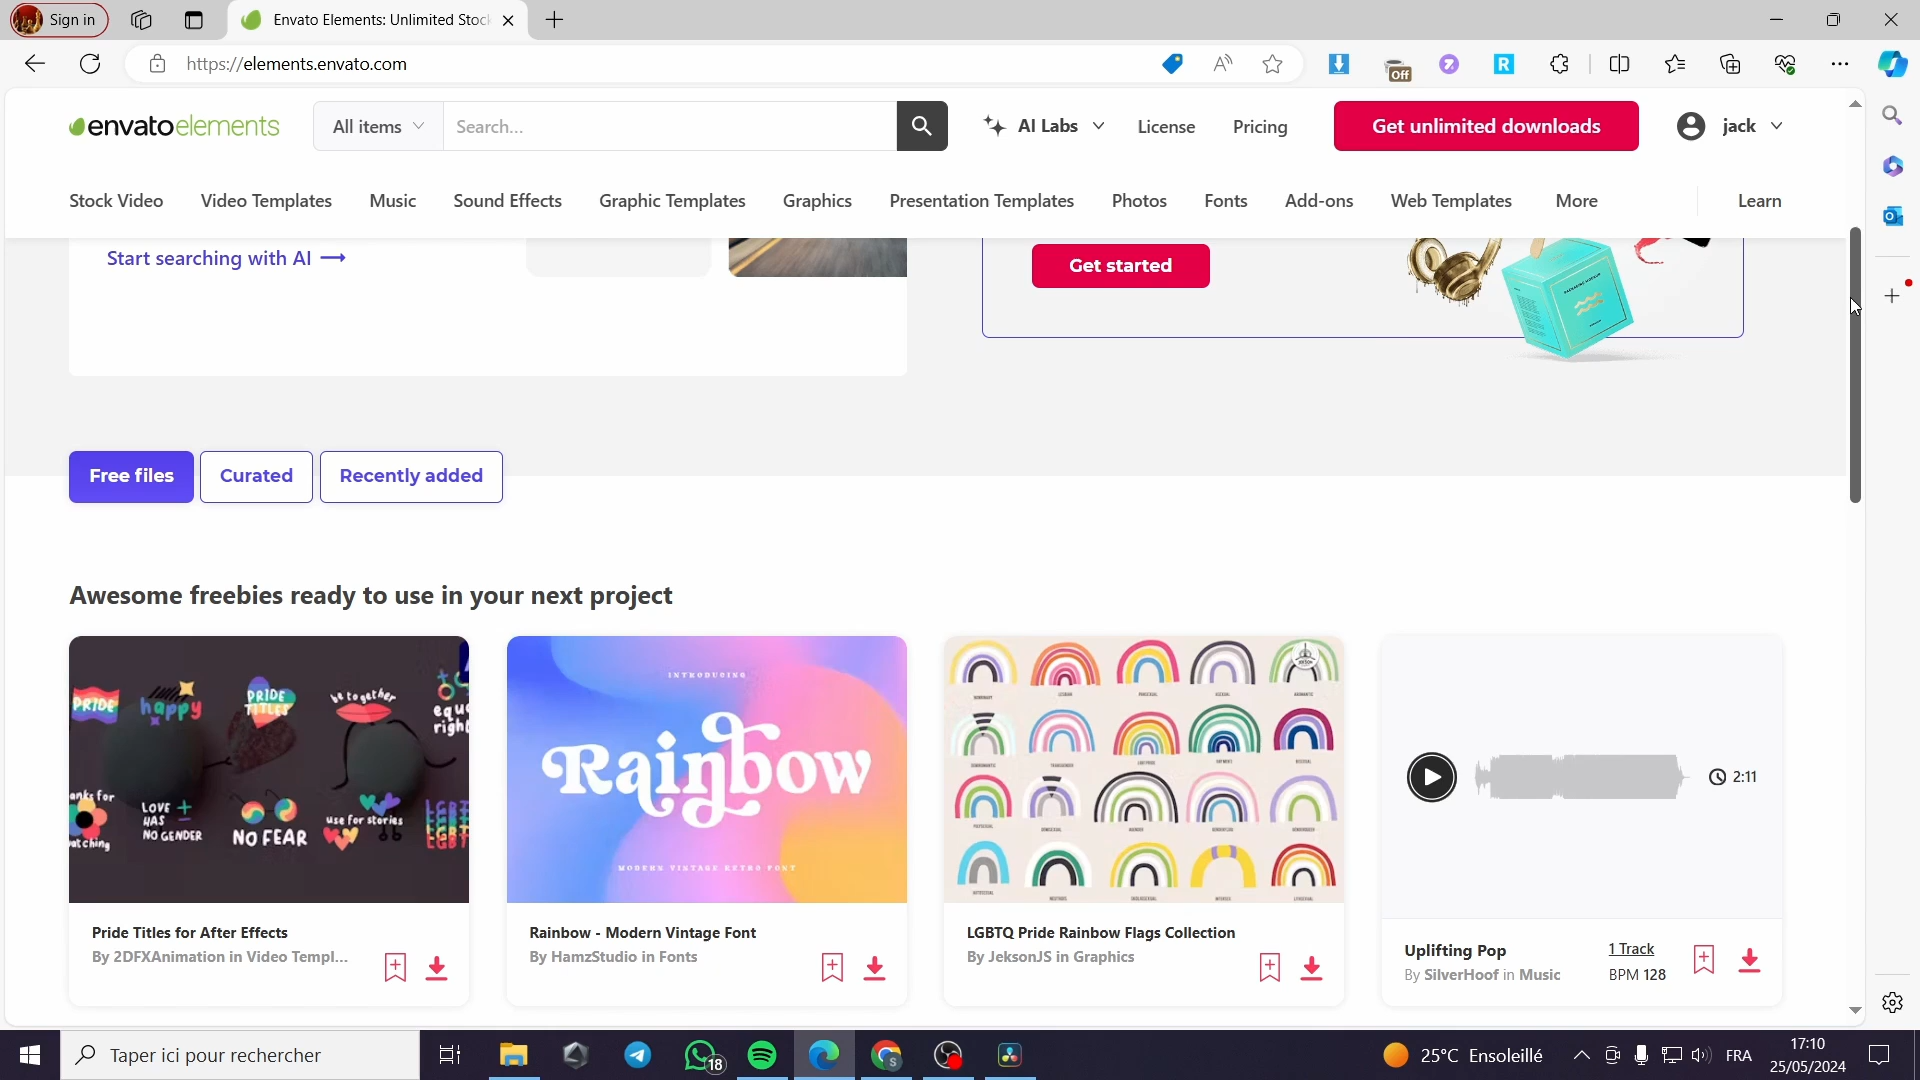 Sign in
Envato Elements: Unlimited Stoc
https://elements.envato.com
Off
envatoelements
All items
Search...
AI Labs
License
Pricing
Get unlimited downloads
jack
Stock Video
Video Templates
Music
Sound Effects
Graphic Templates
Graphics
Presentation Templates
Photos
Fonts
Add-ons
Web Templates
More
Learn
Start searching with AI →
Get started
Free files
Curated
Recently added
Awesome freebies ready to use in your next project
PRIDE
happy
PRIDE
TITLES
be together
equ
right
LOVE +
HAS
NO GENDER
NO FEAR
use for stories
INTRODUCING
Rainbow
MODERN VINTAGE RETRO FONT
2:11
Pride Titles for After Effects
By 2DFXAnimation in Video Templ...
Rainbow - Modern Vintage Font
By HamzStudio in Fonts
LGBTQ Pride Rainbow Flags Collection
By JeksonJS in Graphics
Uplifting Pop
By SilverHoof in Music
1 Track
BPM 128
Taper ici pour rechercher
18
25°C Ensoleillé
FRA
17:10
25/05/2024